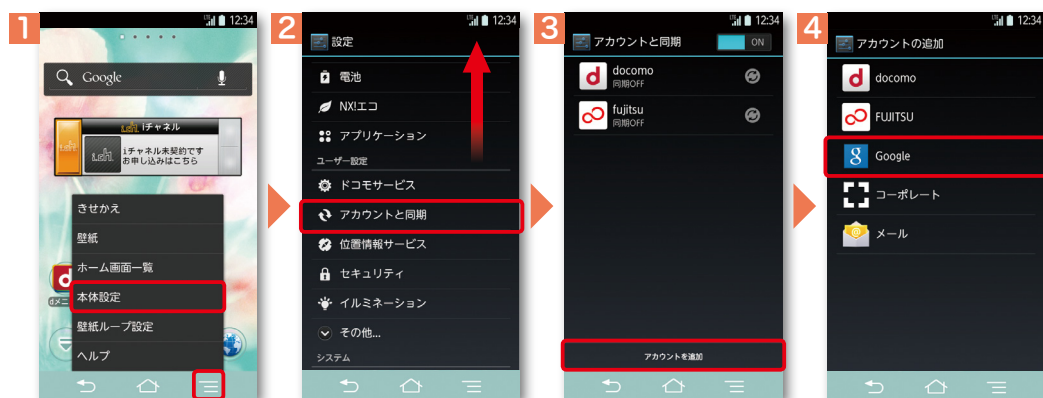 1
LTE 12:34
Google
iチャネル
iチャネル未契約です
お申し込みはこちら
きせかえ
壁紙
ホーム画面一覧
本体設定
壁紙ループ設定
ヘルプ
dメニ
2
LTE 12:34
設定
電池
NX!エコ
アプリケーション
ユーザー設定
ドコモサービス
アカウントと同期
位置情報サービス
セキュリティ
イルミネーション
その他...
システム
3
LTE 12:34
アカウントと同期
ON
docomo
同期OFF
fujitsu
同期OFF
アカウントを追加
4
LTE 12:34
アカウントの追加
docomo
FUJITSU
Google
コーポレート
メール